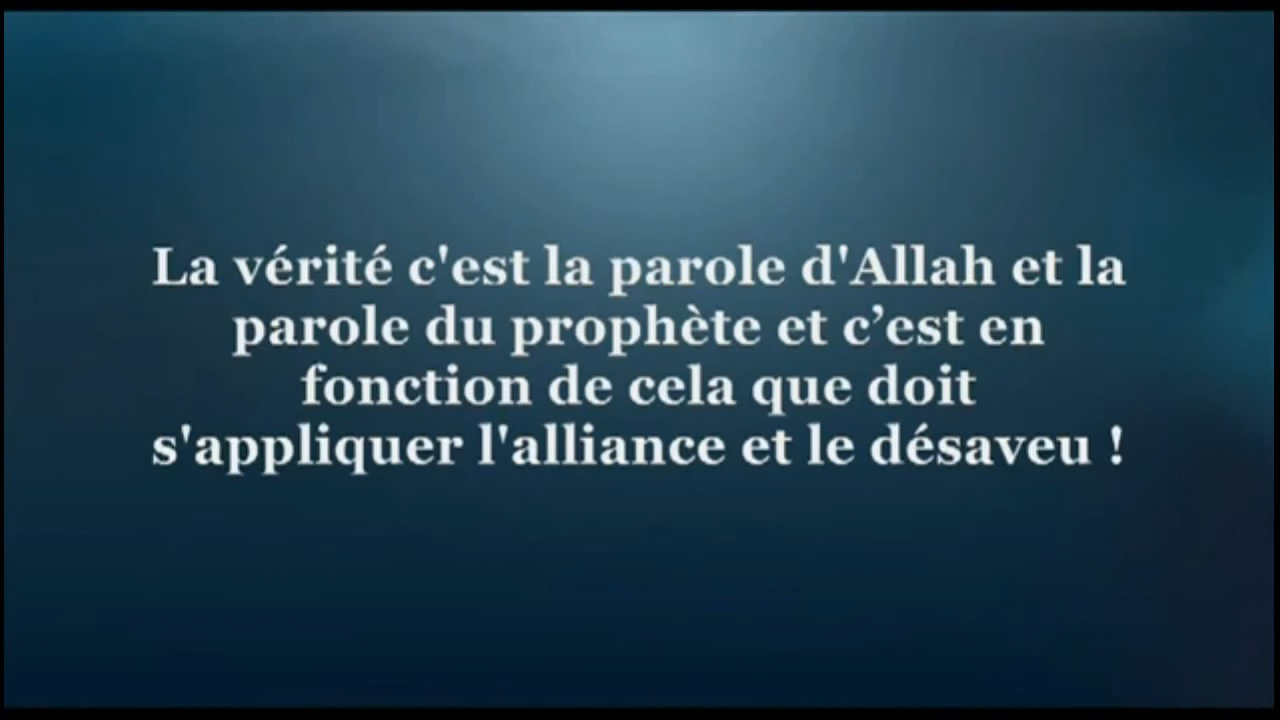 La vérité c'est la parole d'Allah et la
parole du prophète et c’est en
fonction de cela que doit
s'appliquer l'alliance et le désaveu !